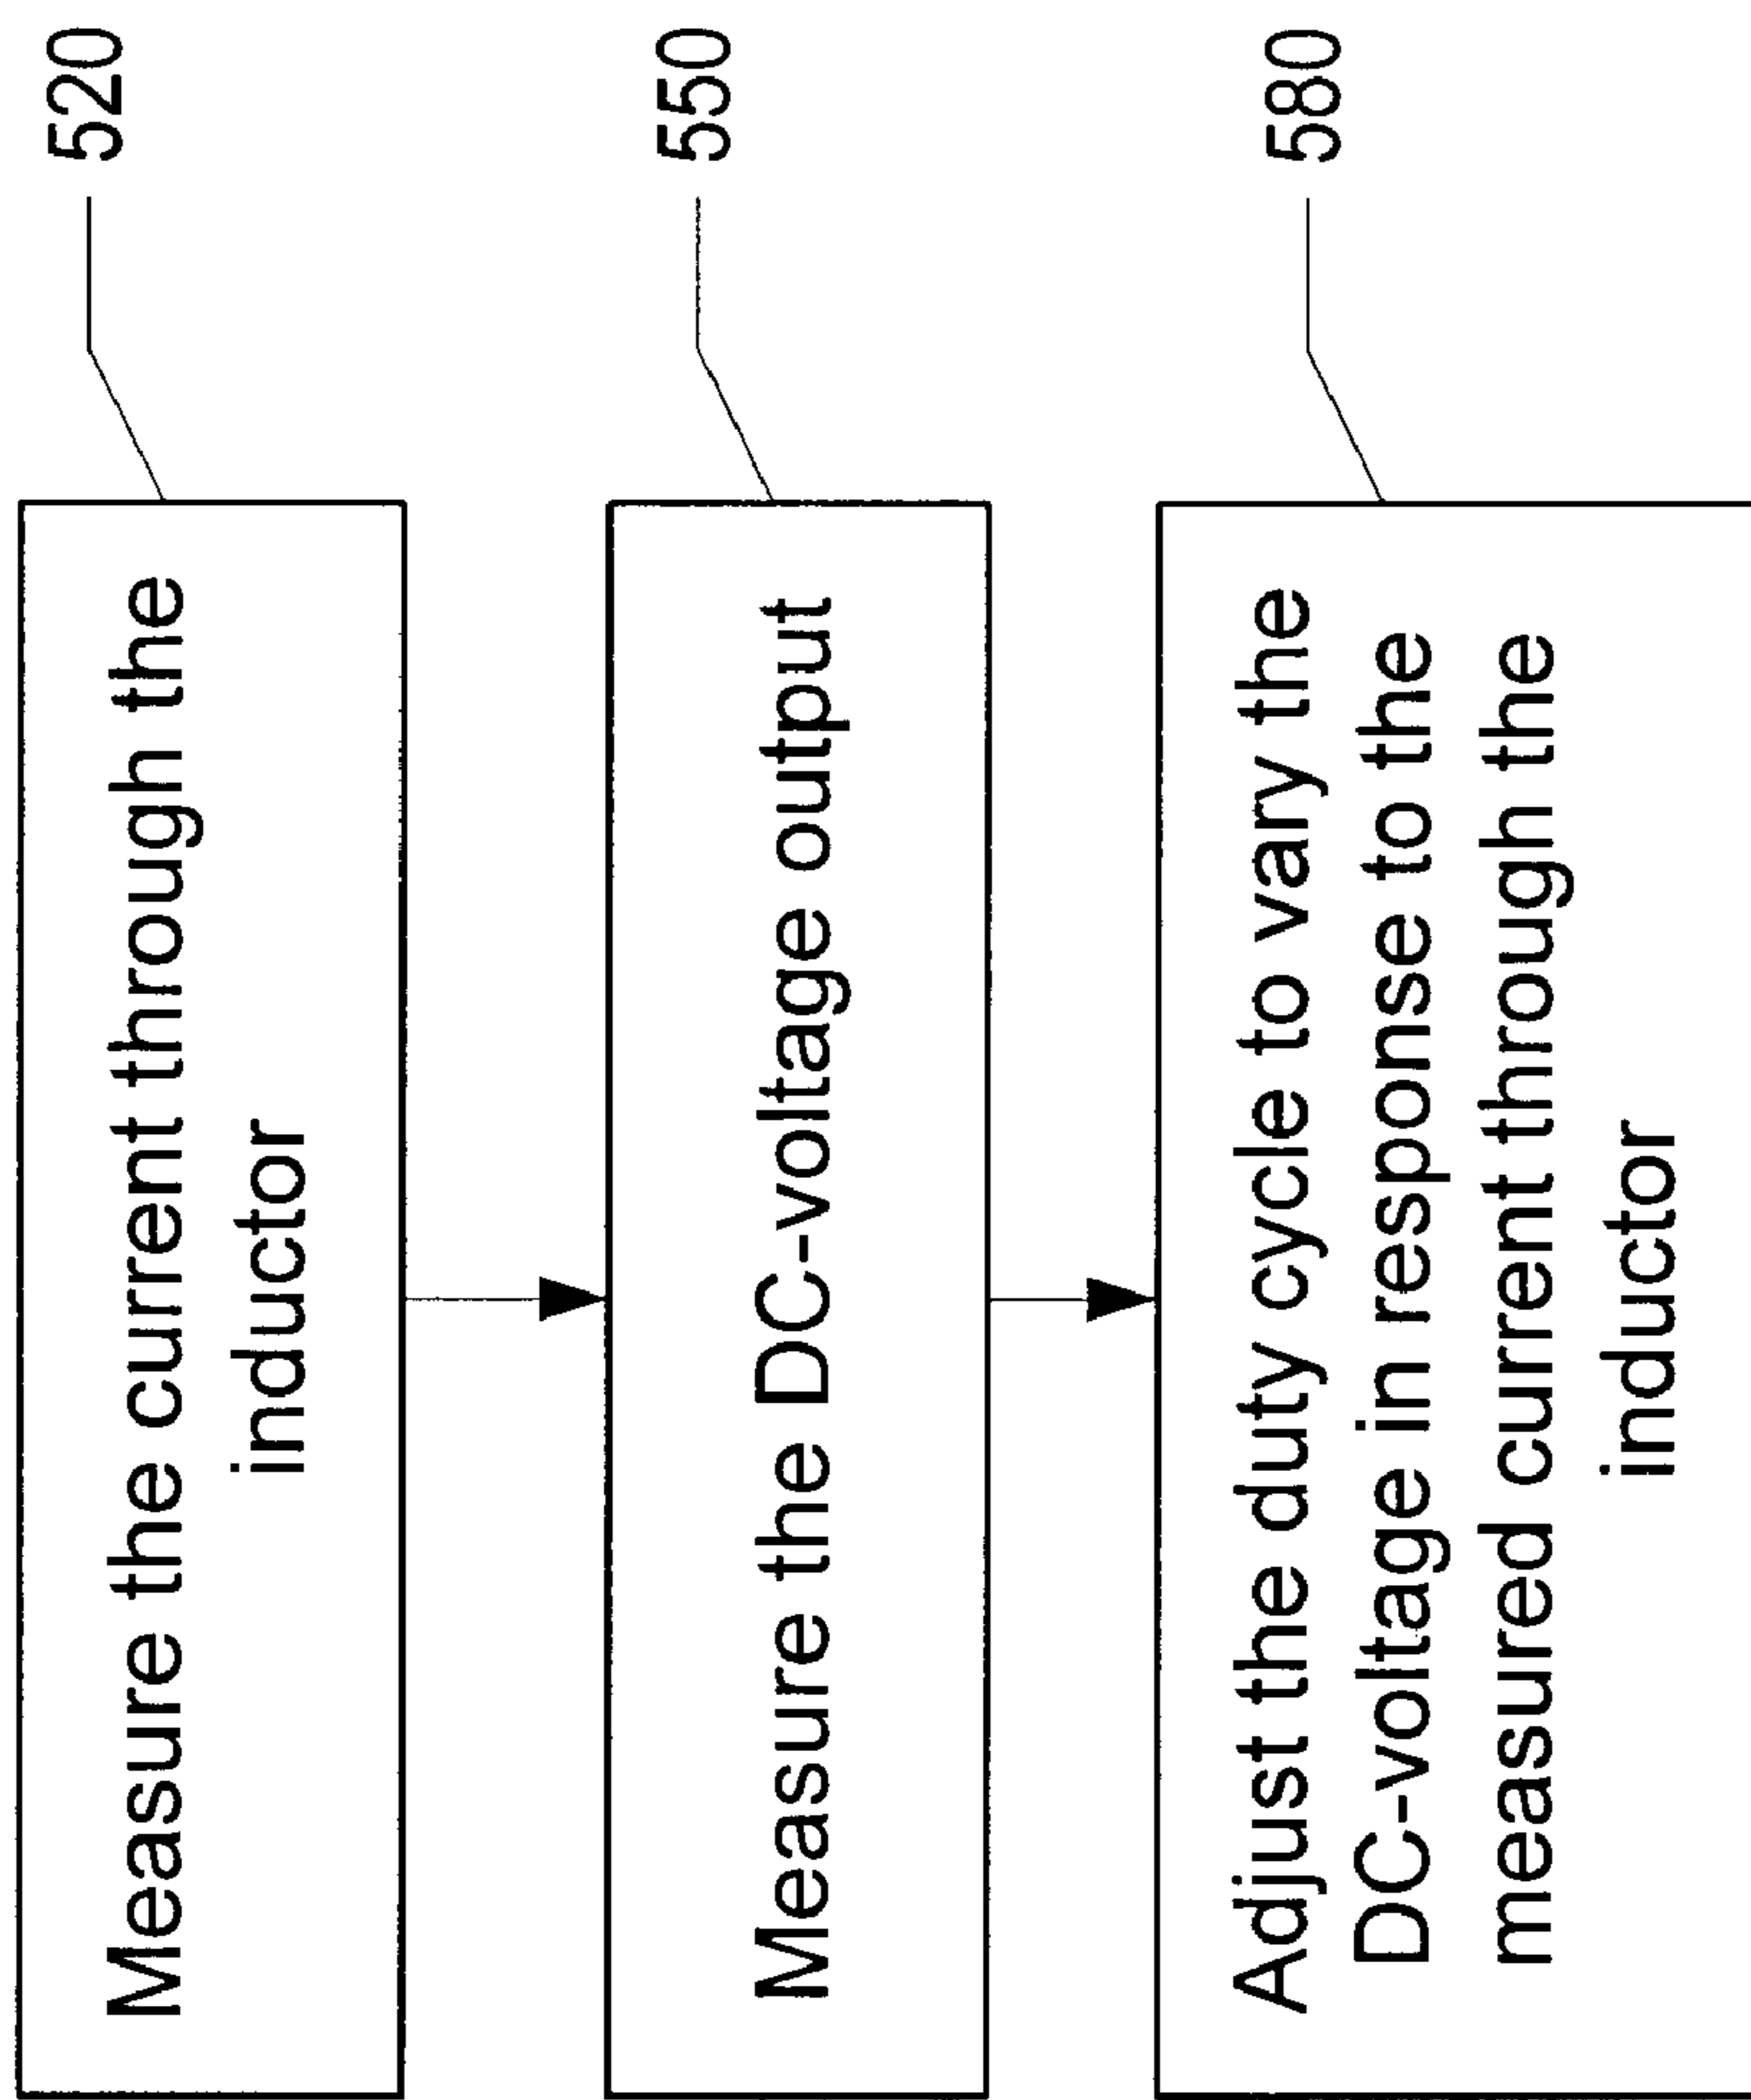 Measure the current through the
inductor
520
Measure the DC-voltage output
550
Adjust the duty cycle to vary the
DC-voltage in response to the
measured current through the
inductor
580